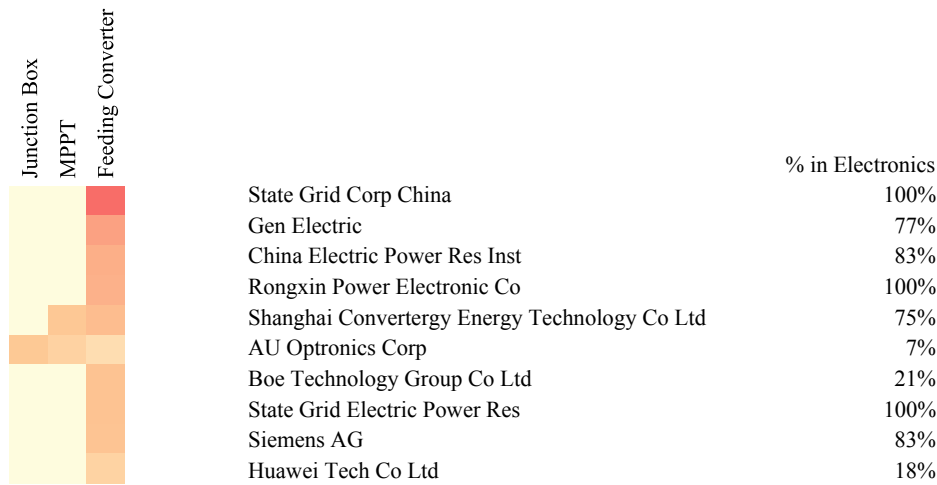 Junction Box
MPPT
Feeding Converter
% in Electronics
State Grid Corp China 100%
Gen Electric 77%
China Electric Power Res Inst 83%
Rongxin Power Electronic Co 100%
Shanghai Convertergy Energy Technology Co Ltd 75%
AU Optronics Corp 7%
Boe Technology Group Co Ltd 21%
State Grid Electric Power Res 100%
Siemens AG 83%
Huawei Tech Co Ltd 18%